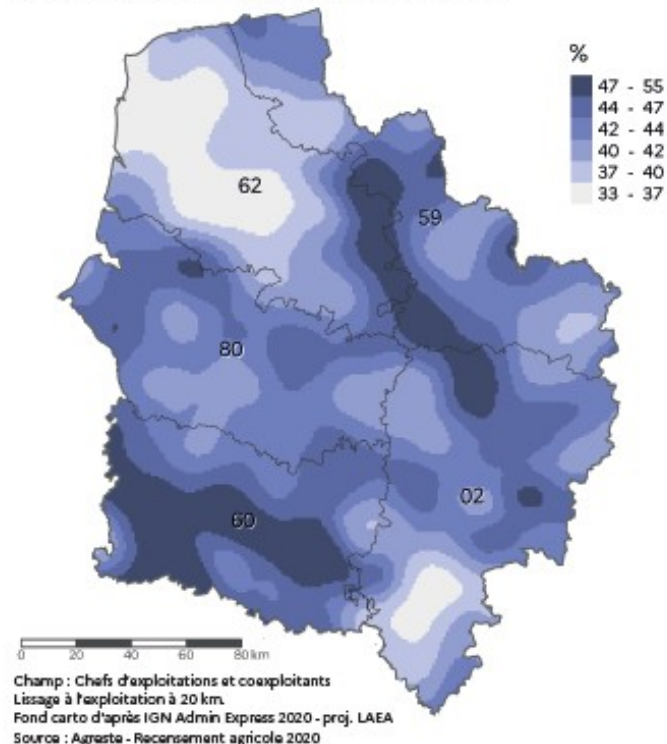 %
47 - 55
44 - 47
42 - 44
40 - 42
37 - 40
33 - 37
62
59
80
02
60
0 20 40 60 80 km
Champ : Chefs d'exploitations et coexploitants
Lissage à l'exploitation à 20 km.
Fond carto d'après IGN Admin Express 2020 - proj. LAEA
Source : Agreste - Recensement agricole 2020